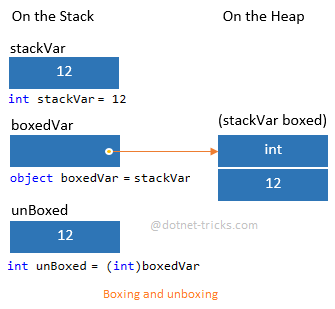 On the Stack
On the Heap
stackVar
12
int stackVar = 12
boxedVar
(stackVar boxed)
int
object boxedVar = stackVar
12
unBoxed
12
@dotnet-tricks.com
int unBoxed = (int)boxedVar
Boxing and unboxing